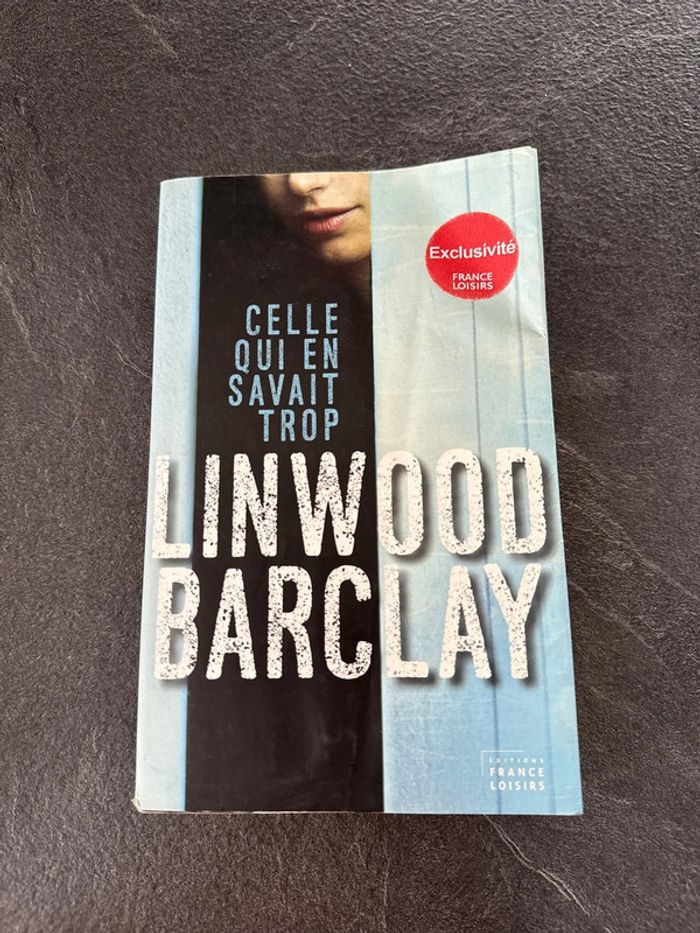 Exclusivité
FRANCE
LOISIRS
CELLE
QUI EN
SAVAIT
TROP
LINWOOD
BARCLAY
EDITIONS
FRANCE
LOISIRS